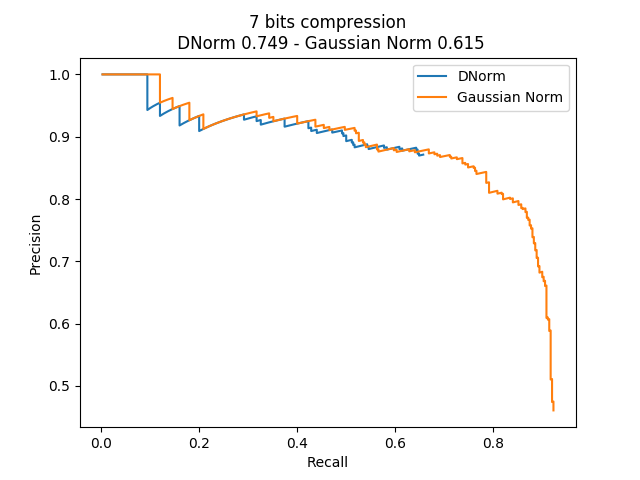 7 bits compression
DNorm 0.749 - Gaussian Norm 0.615
DNorm
Gaussian Norm
1.0
0.9
0.8
0.7
0.6
0.5
Precision
0.0
0.2
0.4
0.6
0.8
Recall